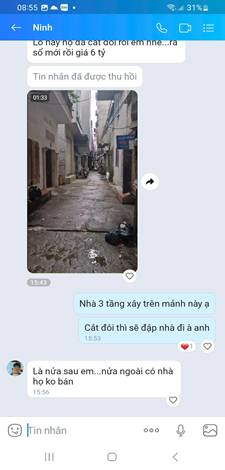 08:55
31%
Ninh
Lô này họ đã cắt đôi rồi em nhé...ra
sổ mới rồi giá 6 tỷ
Tin nhắn đã được thu hồi
01:33
15:43
Nhà 3 tầng xây trên mảnh này ạ
Cắt đôi thì sẽ đập nhà đi à anh
15:53
1
Là nửa sau em...nửa ngoài có nhà
họ ko bán
15:56
Tin nhắn